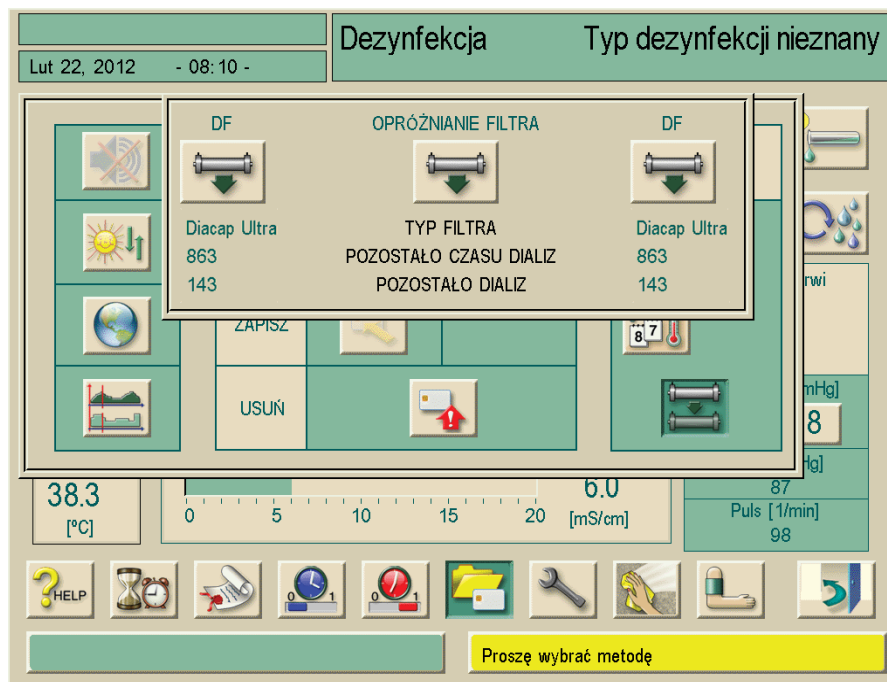 Dezynfekcja Typ dezynfekcji nieznany
Lut 22, 2012 - 08:10 -
DF OPRÓŻNIANIE FILTRA DF
Diacap Ultra TYP FILTRA Diacap Ultra
863 POZOSTAŁO CZASU DIALIZ 863
143 POZOSTAŁO DIALIZ 143
rwi
ZAPISZ
8 7
mHg]
USUŃ
8
Hg]
38.3 6.0 87
0 5 10 15 20 [mS/cm] Puls [1/min]
[°C] 98
HELP 0 1 0 1
Proszę wybrać metodę